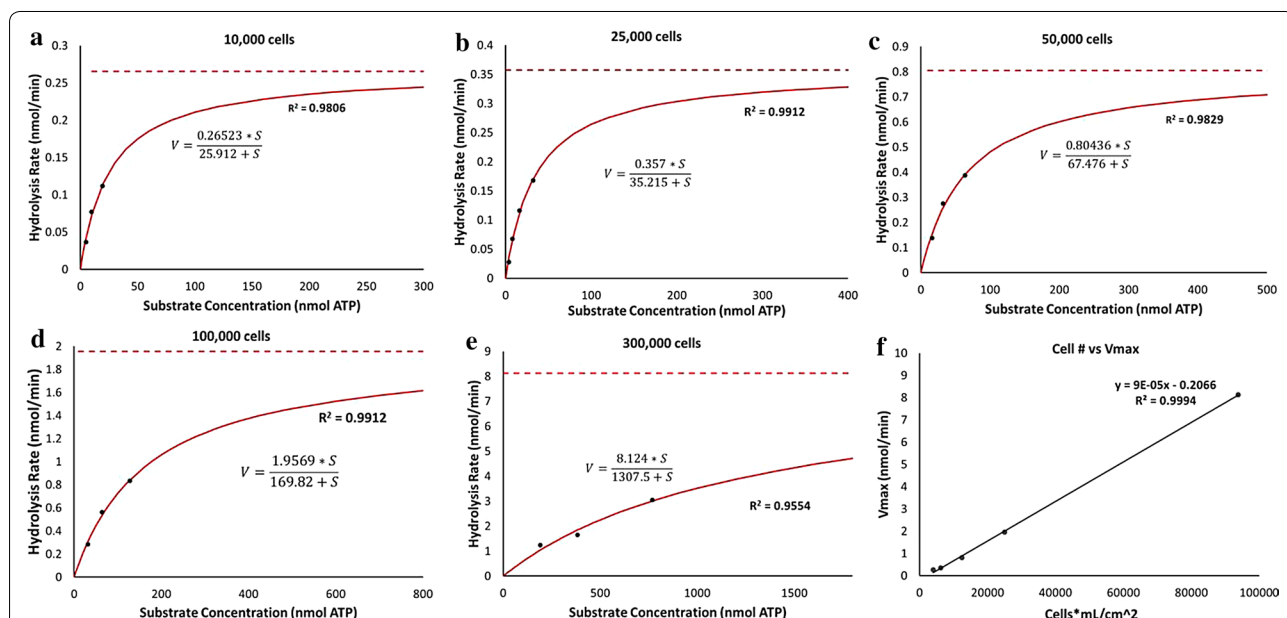 a
10,000 cells
Hydrolysis Rate (nmol/min)
0.3
0.25
0.2
0.15
0.1
0.05
0
R² = 0.9806
V = 0.26523 * S / 25.912 + S
0 50 100 150 200 250 300
Substrate Concentration (nmol ATP)
b
25,000 cells
Hydrolysis Rate (nmol/min)
0.4
0.35
0.3
0.25
0.2
0.15
0.1
0.05
0
R² = 0.9912
V = 0.357 * S / 35.215 + S
0 100 200 300 400
Substrate Concentration (nmol ATP)
c
50,000 cells
Hydrolysis Rate (nmol/min)
0.9
0.8
0.7
0.6
0.5
0.4
0.3
0.2
0.1
0
R² = 0.9829
V = 0.80436 * S / 67.476 + S
0 100 200 300 400 500
Substrate Concentration (nmol ATP)
d
100,000 cells
Hydrolysis Rate (nmol/min)
2
1.8
1.6
1.4
1.2
1
0.8
0.6
0.4
0.2
0
R² = 0.9912
V = 1.9569 * S / 169.82 + S
0 200 400 600 800
Substrate Concentration (nmol ATP)
e
300,000 cells
Hydrolysis Rate (nmol/min)
9
8
7
6
5
4
3
2
1
0
V = 8.124 * S / 1307.5 + S
R² = 0.9554
0 500 1000 1500
Substrate Concentration (nmol ATP)
f
Cell # vs Vmax
Vmax (nmol/min)
10
9
8
7
6
5
4
3
2
1
0
y = 9E-05x - 0.2066
R² = 0.9994
0 20000 40000 60000 80000 100000
Cells*mL/cm^2